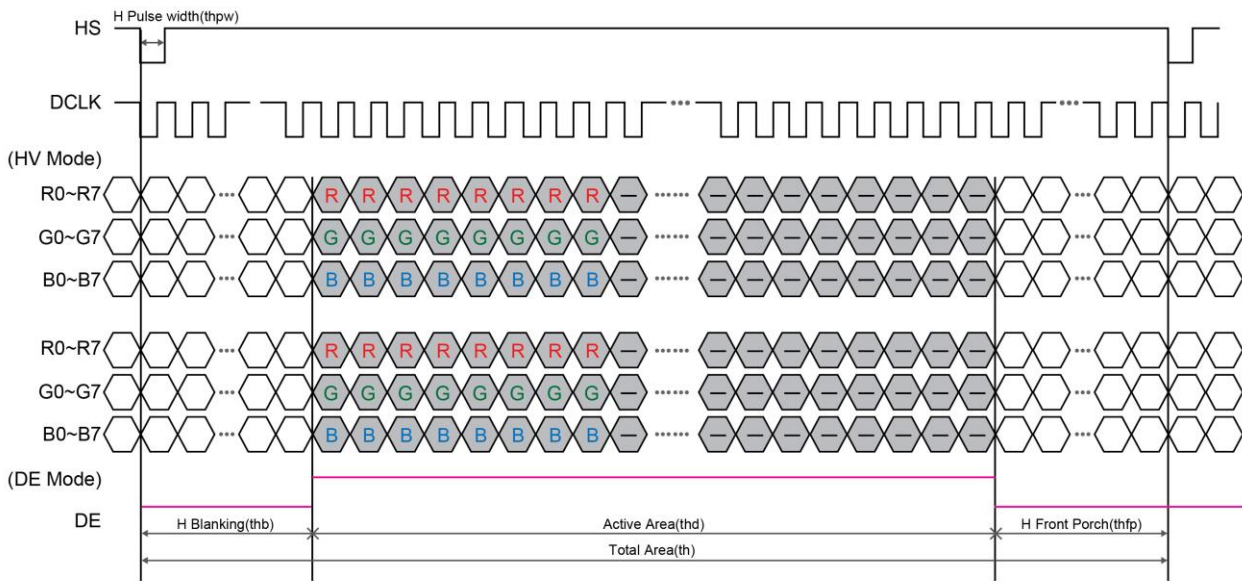 H Pulse width(thpw)
HS
DCLK
(HV Mode)
R0~R7 R R R R R R R R
G0~G7 G G G G G G G G
B0~B7 B B B B B B B B
R0~R7 R R R R R R R R
G0~G7 G G G G G G G G
B0~B7 B B B B B B B B
(DE Mode)
DE
H Blanking(thb) Active Area(thd) H Front Porch(thfp)
Total Area(th)